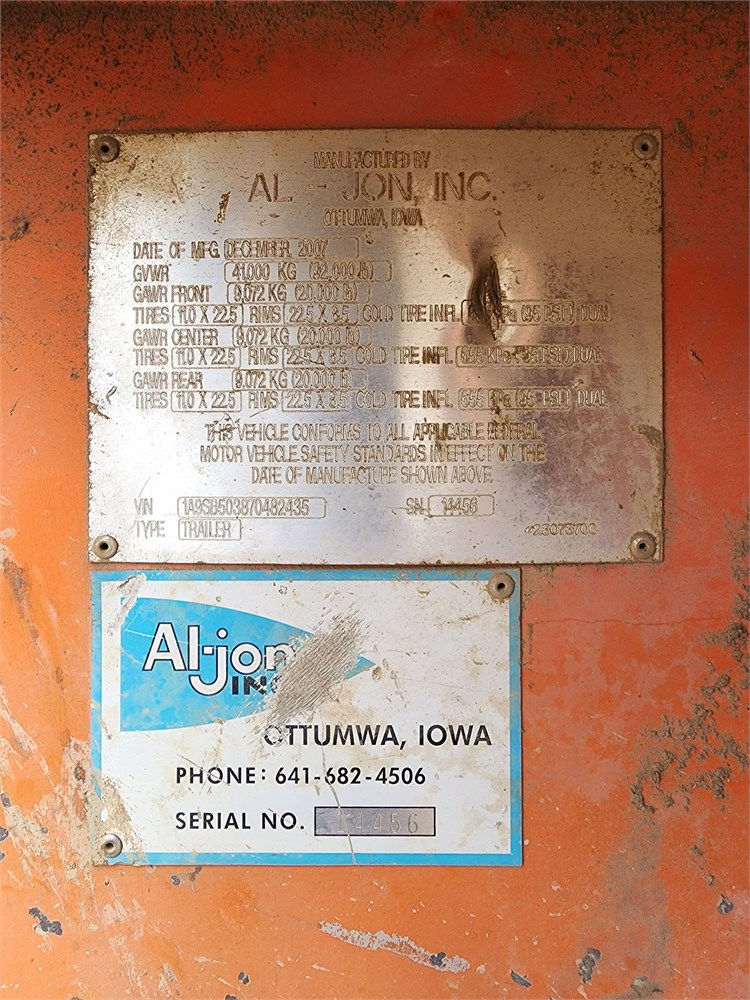 MANUFACTURED BY
AL - JON, INC.
OTTUMWA, IOWA
DATE OF MFG. DECEMBER, 2007
GVWR 41,000 KG (92,000 lb)
GAWR FRONT 9,072 KG (20,000 lb)
TIRES 11.0 X 22.5 RIMS 22.5 X 8.5 COLD TIRE INFL. (95 PSI) DUAL
GAWR CENTER 9,072 KG (20,000 lb)
TIRES 11.0 X 22.5 RIMS 22.5 X 8.5 COLD TIRE INFL. 655 KPa (95 PSI) DUAL
GAWR REAR 9,072 KG (20,000 lb)
TIRES 11.0 X 22.5 RIMS 22.5 X 8.5 COLD TIRE INFL. 655 KPa (95 PSI) DUAL
THIS VEHICLE CONFORMS TO ALL APPLICABLE FEDERAL
MOTOR VEHICLE SAFETY STANDARDS IN EFFECT ON THE
DATE OF MANUFACTURE SHOWN ABOVE
VIN 1A9SB503870482435 SN 14456
TYPE TRAILER
Al-jon
OTTUMWA, IOWA
PHONE: 641-682-4506
SERIAL NO. 14456